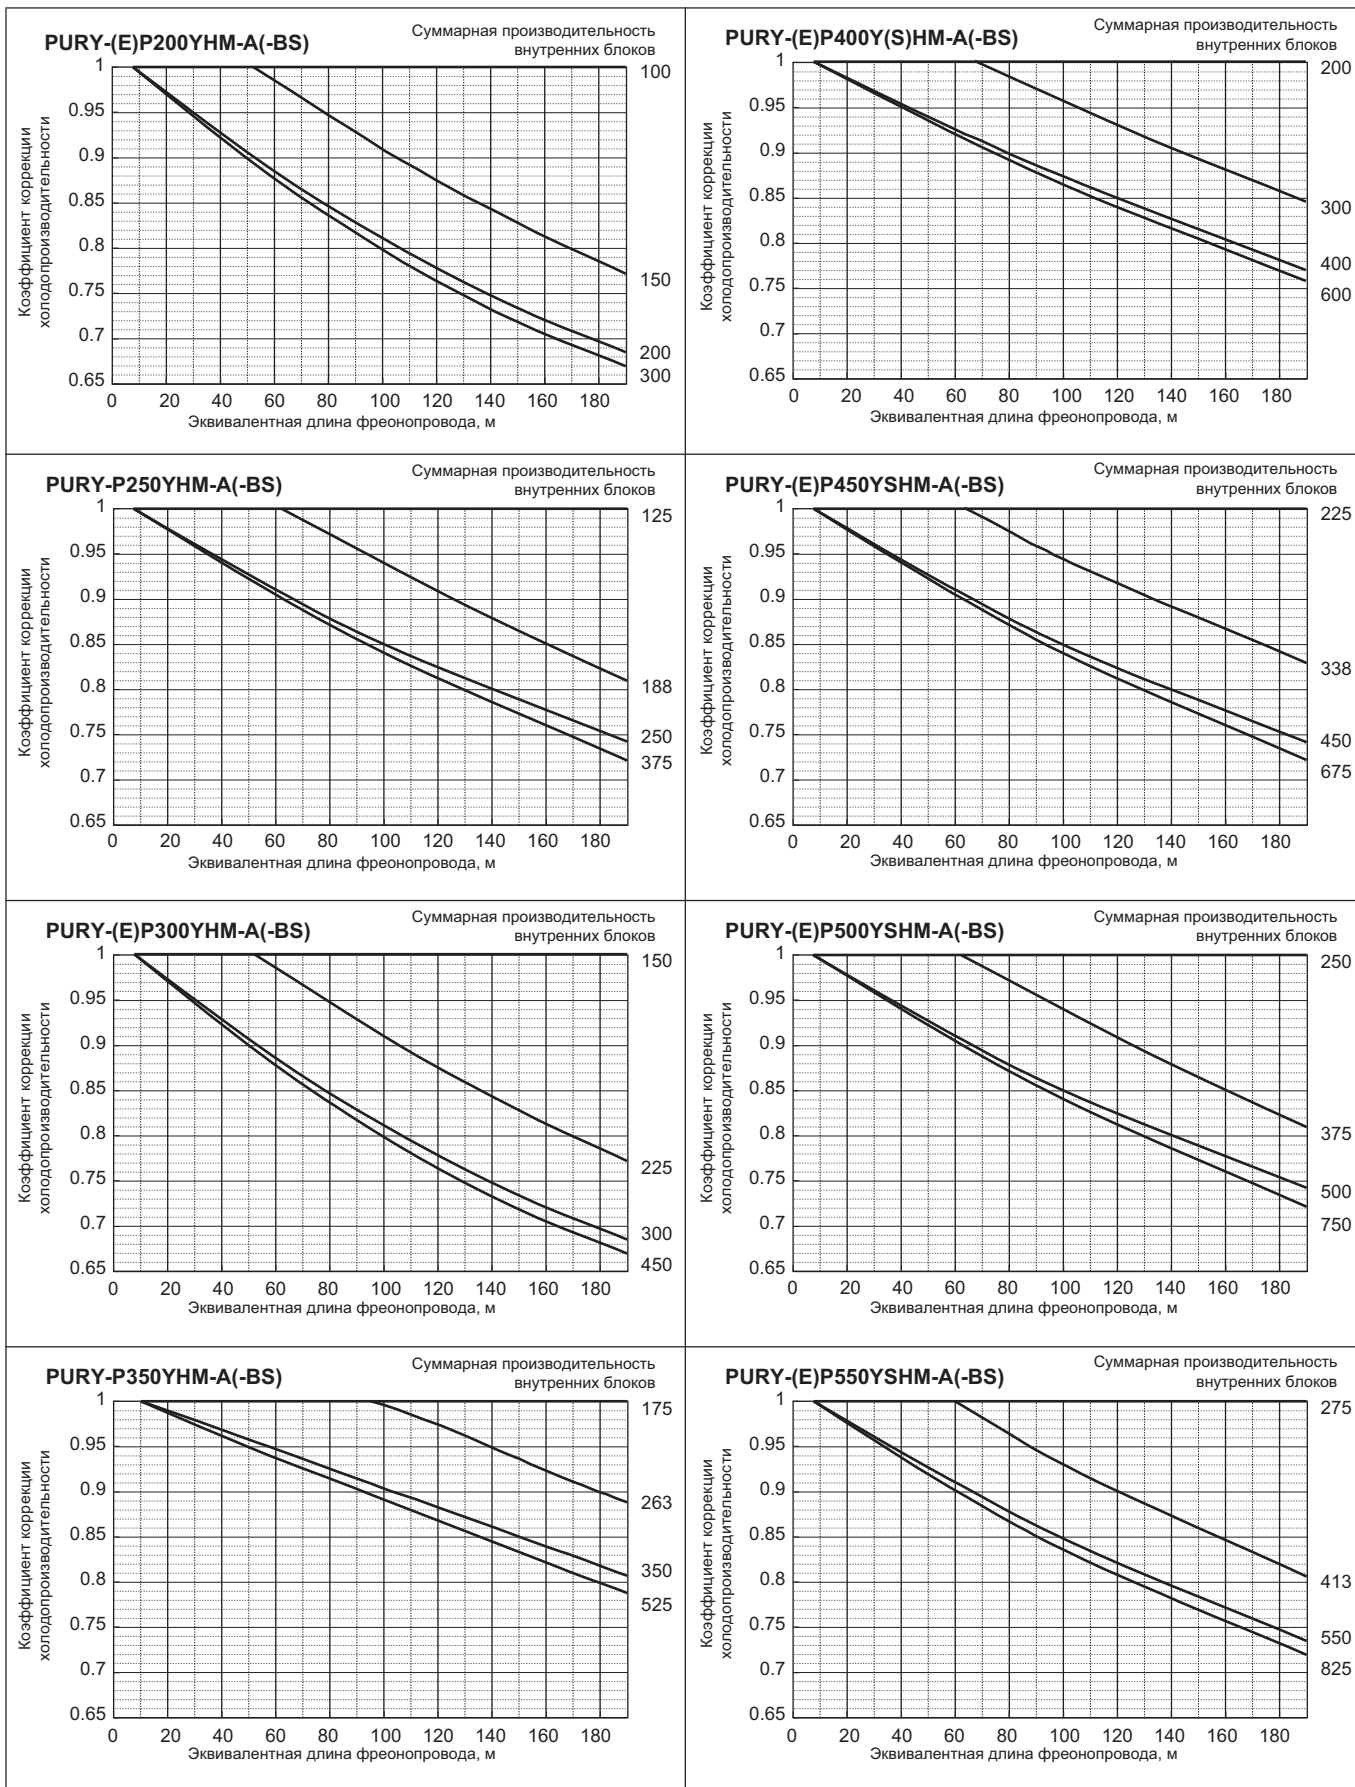 PURY-(E)P200YHM-A(-BS)
Суммарная производительность
внутренних блоков
Коэффициент коррекции
холодопроизводительности
1
0.95
0.9
0.85
0.8
0.75
0.7
0.65
0 20 40 60 80 100 120 140 160 180
Эквивалентная длина фреонопровода, м
100
150
200
300
PURY-(E)P400Y(S)HM-A(-BS)
Суммарная производительность
внутренних блоков
Коэффициент коррекции
холодопроизводительности
1
0.95
0.9
0.85
0.8
0.75
0.7
0.65
0 20 40 60 80 100 120 140 160 180
Эквивалентная длина фреонопровода, м
200
300
400
600
PURY-P250YHM-A(-BS)
Суммарная производительность
внутренних блоков
Коэффициент коррекции
холодопроизводительности
1
0.95
0.9
0.85
0.8
0.75
0.7
0.65
0 20 40 60 80 100 120 140 160 180
Эквивалентная длина фреонопровода, м
125
188
250
375
PURY-(E)P450YSHM-A(-BS)
Суммарная производительность
внутренних блоков
Коэффициент коррекции
холодопроизводительности
1
0.95
0.9
0.85
0.8
0.75
0.7
0.65
0 20 40 60 80 100 120 140 160 180
Эквивалентная длина фреонопровода, м
225
338
450
675
PURY-(E)P300YHM-A(-BS)
Суммарная производительность
внутренних блоков
Коэффициент коррекции
холодопроизводительности
1
0.95
0.9
0.85
0.8
0.75
0.7
0.65
0 20 40 60 80 100 120 140 160 180
Эквивалентная длина фреонопровода, м
150
225
300
450
PURY-(E)P500YSHM-A(-BS)
Суммарная производительность
внутренних блоков
Коэффициент коррекции
холодопроизводительности
1
0.95
0.9
0.85
0.8
0.75
0.7
0.65
0 20 40 60 80 100 120 140 160 180
Эквивалентная длина фреонопровода, м
250
375
500
750
PURY-P350YHM-A(-BS)
Суммарная производительность
внутренних блоков
Коэффициент коррекции
холодопроизводительности
1
0.95
0.9
0.85
0.8
0.75
0.7
0.65
0 20 40 60 80 100 120 140 160 180
Эквивалентная длина фреонопровода, м
175
263
350
525
PURY-(E)P550YSHM-A(-BS)
Суммарная производительность
внутренних блоков
Коэффициент коррекции
холодопроизводительности
1
0.95
0.9
0.85
0.8
0.75
0.7
0.65
0 20 40 60 80 100 120 140 160 180
Эквивалентная длина фреонопровода, м
275
413
550
825